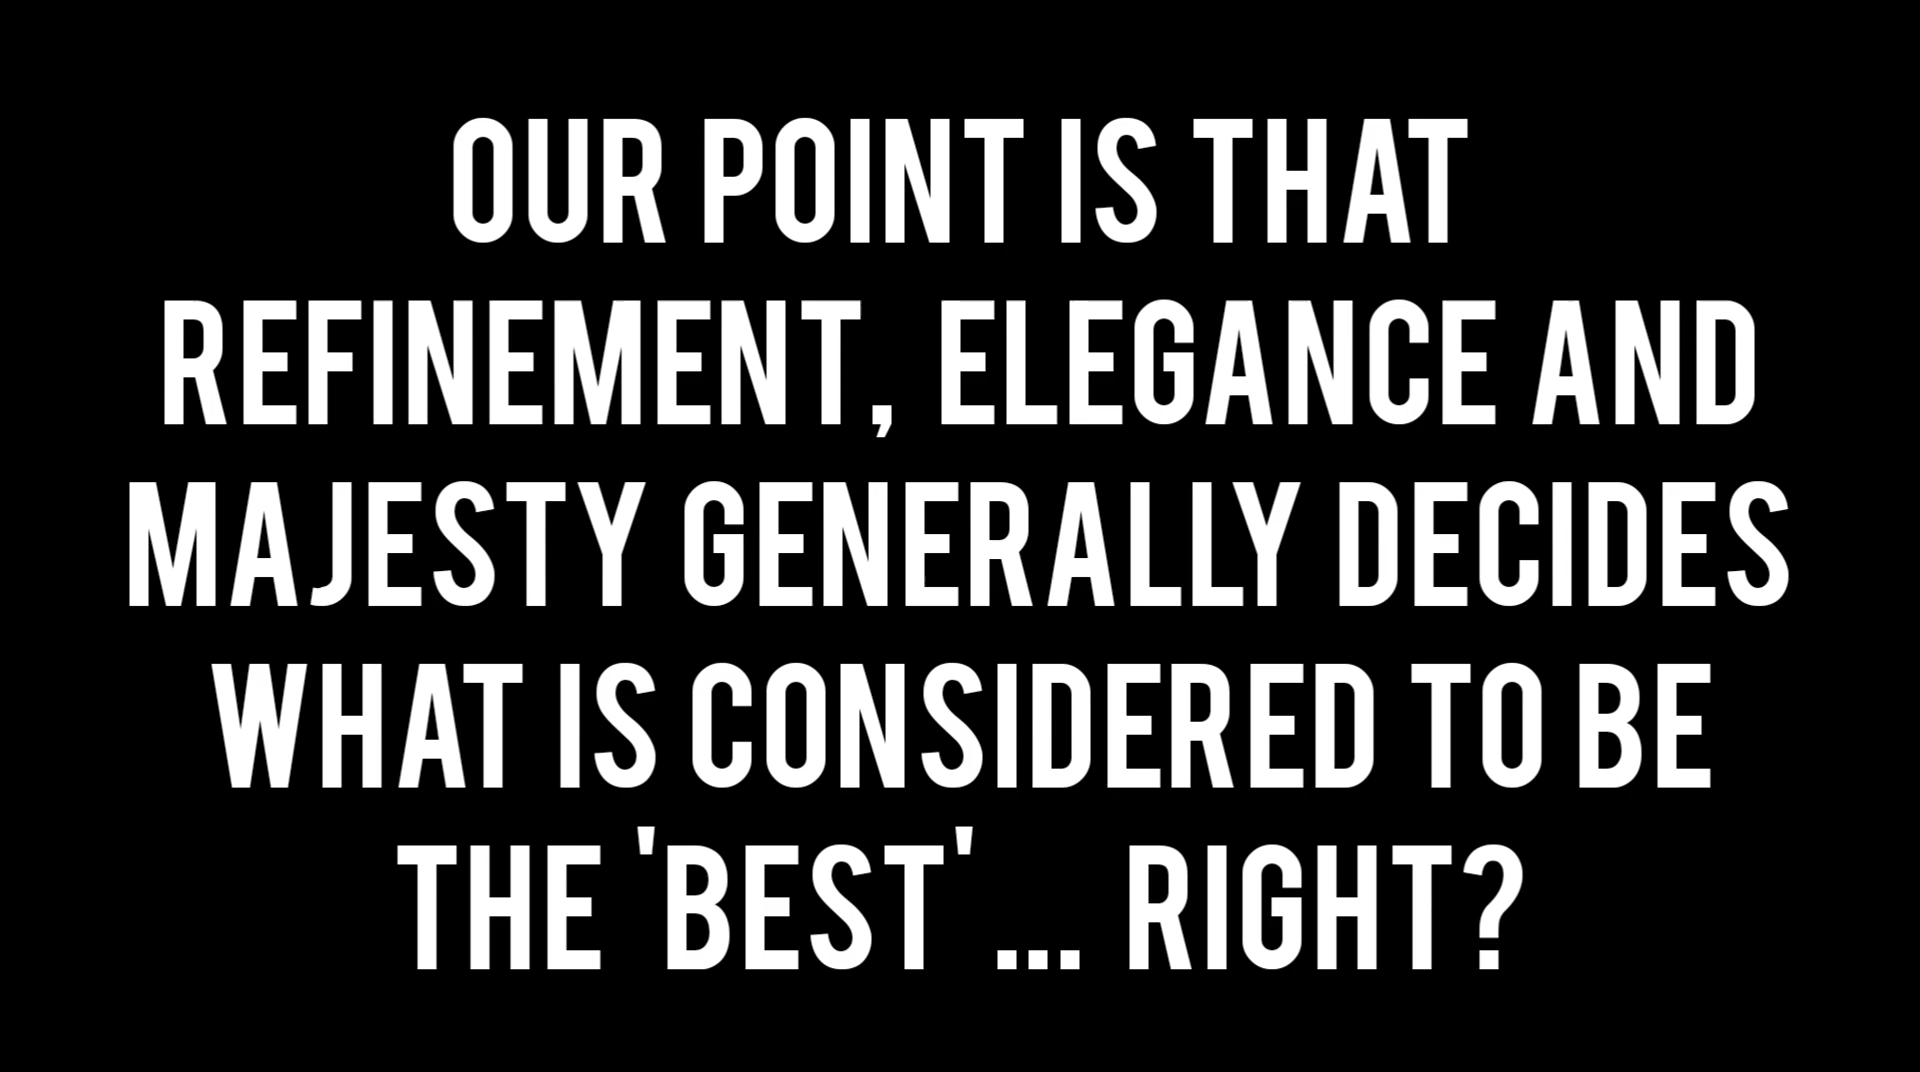 OUR POINT IS THAT
REFINEMENT, ELEGANCE AND
MAJESTY GENERALLY DECIDES
WHAT IS CONSIDERED TO BE
THE 'BEST' ... RIGHT?